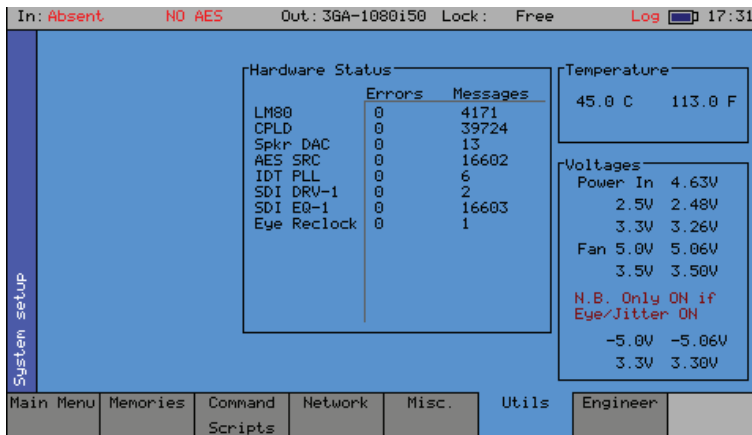 In: Absent NO AES Out: 3GA-1080i50 Lock: Free Log 17:31
Hardware Status
Errors Messages
LM80 0 4171
CPLD 0 39724
Spkr DAC 0 13
AES SRC 0 16602
IDT PLL 0 6
SDI DRV-1 0 2
SDI EQ-1 0 16603
Eye Reclock 0 1
Temperature
45.0 C 113.0 F
Voltages
Power In 4.63V
2.5V 2.48V
3.3V 3.26V
Fan 5.0V 5.06V
3.5V 3.50V
N.B. Only ON if
Eye/Jitter ON
-5.0V -5.06V
3.3V 3.30V
System setup
Main Menu Memories Command Network Misc. Utils Engineer
Scripts